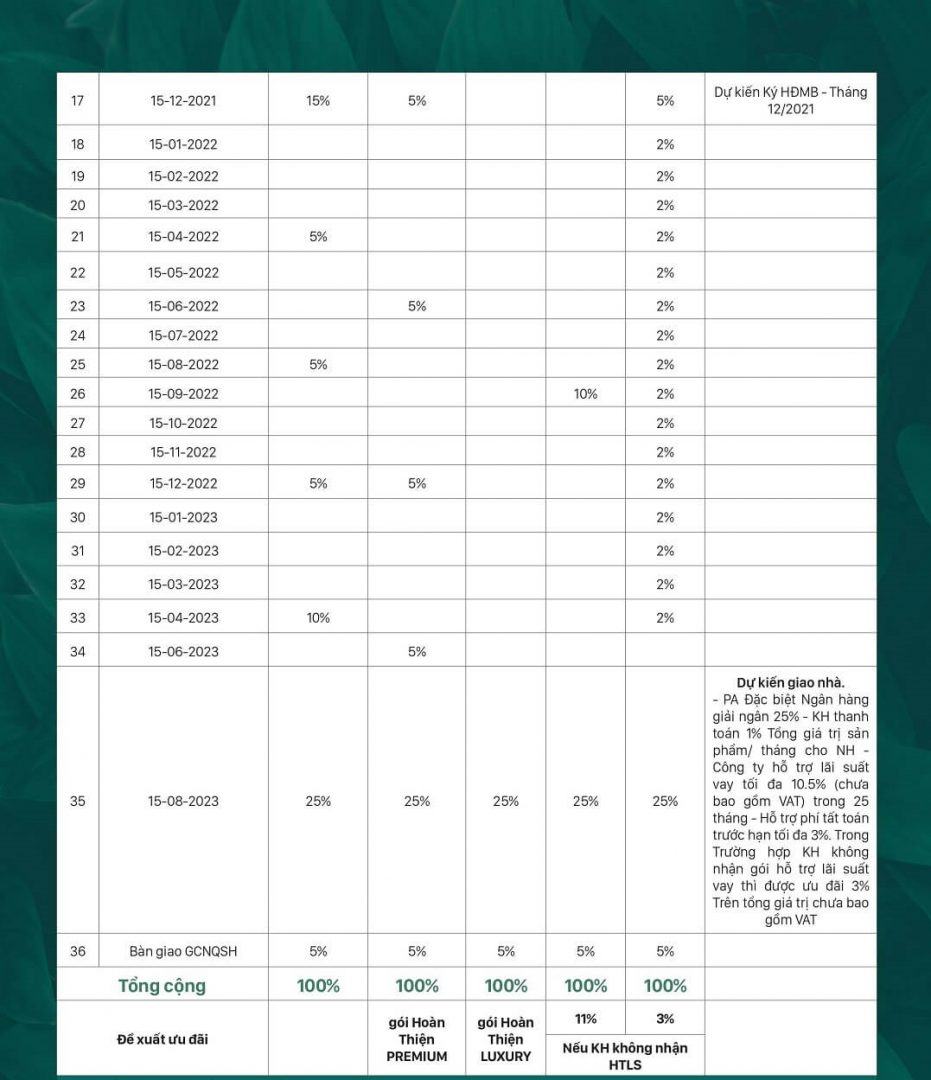 17 15-12-2021 15% 5% 5% Dự kiến Ký HĐMB - Tháng
12/2021
18 15-01-2022 2%
19 15-02-2022 2%
20 15-03-2022 2%
21 15-04-2022 5% 2%
22 15-05-2022 2%
23 15-06-2022 5% 2%
24 15-07-2022 2%
25 15-08-2022 5% 2%
26 15-09-2022 10% 2%
27 15-10-2022 2%
28 15-11-2022 2%
29 15-12-2022 5% 5% 2%
30 15-01-2023 2%
31 15-02-2023 2%
32 15-03-2023 2%
33 15-04-2023 10% 2%
34 15-06-2023 5%
35 15-08-2023 25% 25% 25% 25% 25%
Dự kiến giao nhà.
- PA Đặc biệt Ngân hàng
giải ngân 25% - KH thanh
toán 1% Tổng giá trị sản
phẩm/ tháng cho NH -
Công ty hỗ trợ lãi suất
vay tối đa 10.5% (chưa
bao gồm VAT) trong 25
tháng - Hỗ trợ phí tất toán
trước hạn tối đa 3%. Trong
Trường hợp KH không
nhận gói hỗ trợ lãi suất
vay thì được ưu đãi 3%
Trên tổng giá trị chưa bao
gồm VAT
36 Bàn giao GCNQSH 5% 5% 5% 5% 5%
Tổng cộng 100% 100% 100% 100% 100%
Đề xuất ưu đãi
gói Hoàn
Thiện
PREMIUM
gói Hoàn
Thiện
LUXURY
11% 3%
Nếu KH không nhận
HTLS